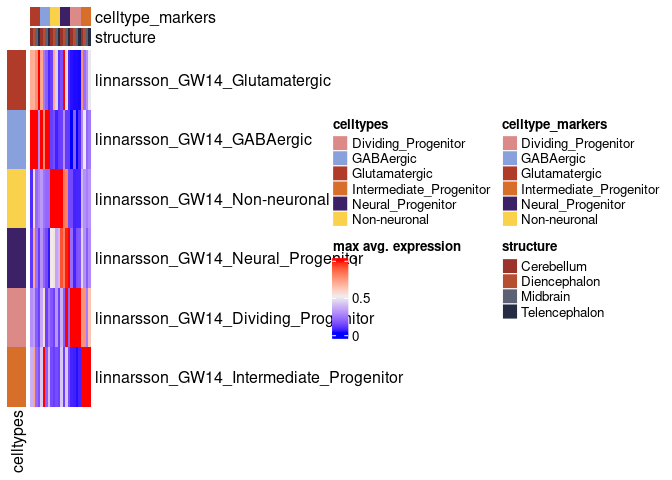 celltype_markers
structure
linnarsson_GW14_Glutamatergic
linnarsson_GW14_GABAergic
linnarsson_GW14_Non-neuronal
linnarsson_GW14_Neural_Progenitor
linnarsson_GW14_Dividing_Progenitor
linnarsson_GW14_Intermediate_Progenitor
celltypes
celltypes
Dividing_Progenitor
GABAergic
Glutamatergic
Intermediate_Progenitor
Neural_Progenitor
Non-neuronal
max avg. expression
0.5
0
celltype_markers
Dividing_Progenitor
GABAergic
Glutamatergic
Intermediate_Progenitor
Neural_Progenitor
Non-neuronal
structure
Cerebellum
Diencephalon
Midbrain
Telencephalon